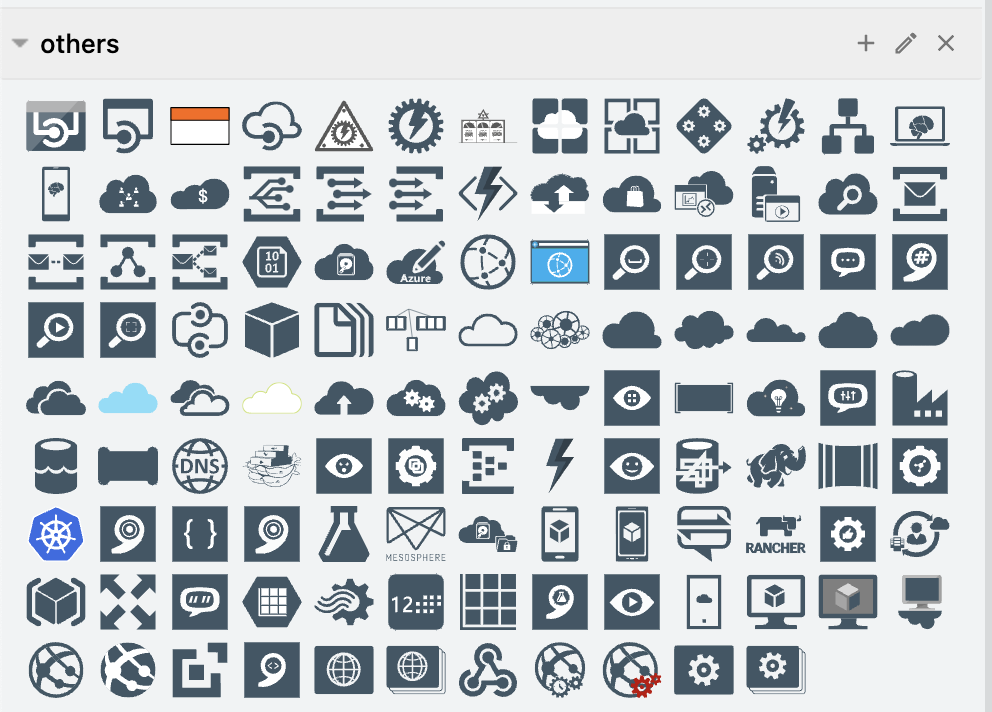 others
$
10
01
Azure
#
DNS
{ }
MESOSPHERE
RANCHER
12
<>